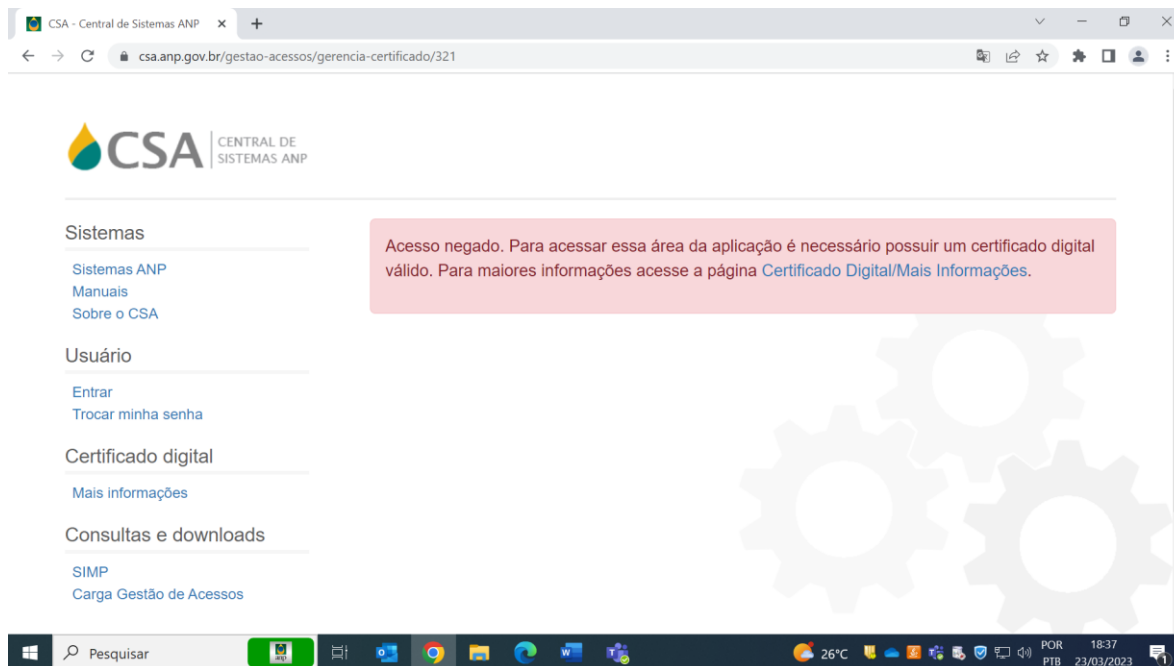 CSA - Central de Sistemas ANP
csa.anp.gov.br/gestao-acessos/gerencia-certificado/321
CSA
CENTRAL DE
SISTEMAS ANP
Sistemas
Sistemas ANP
Manuais
Sobre o CSA
Usuário
Entrar
Trocar minha senha
Certificado digital
Mais informações
Consultas e downloads
SIMP
Carga Gestão de Acessos
Acesso negado. Para acessar essa área da aplicação é necessário possuir um certificado digital
válido. Para maiores informações acesse a página Certificado Digital/Mais Informações.
Pesquisar
anp
26°C
POR
PTB
18:37
23/03/2023